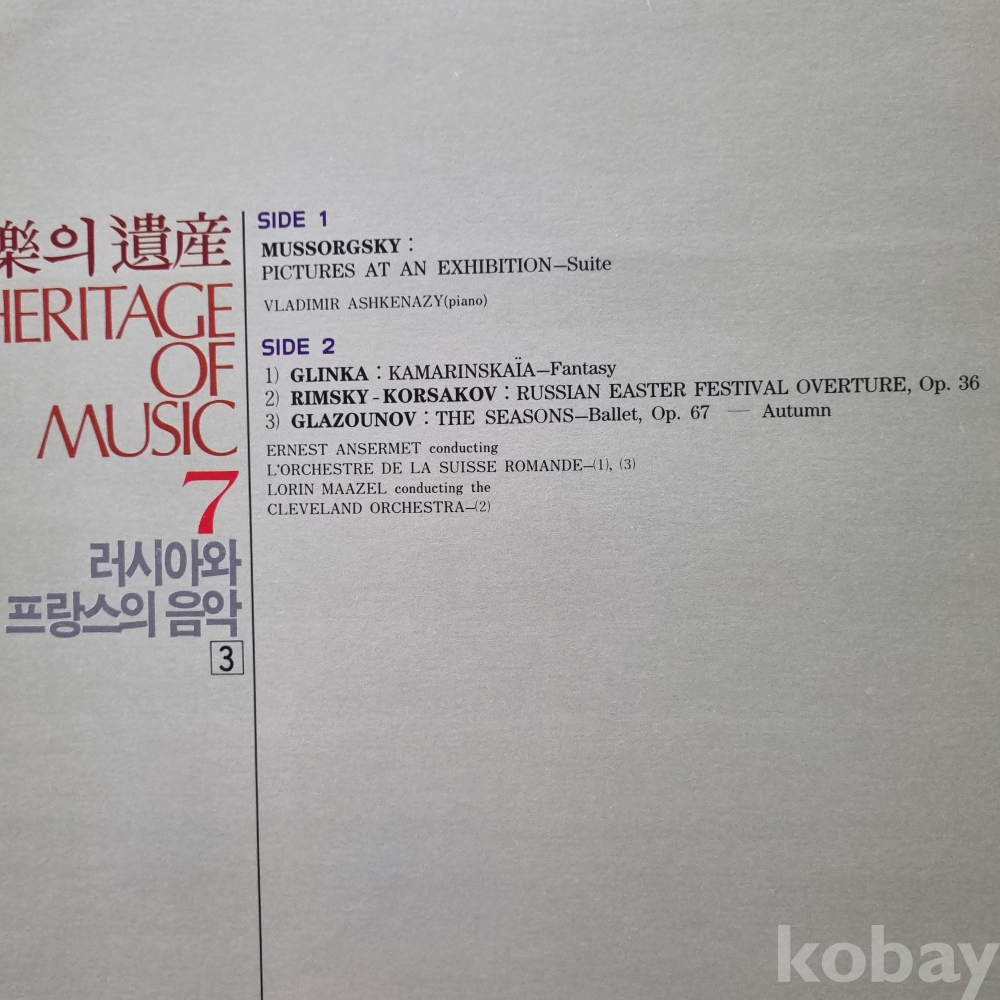 樂의 遺産
HERITAGE
OF
MUSIC
7
러시아와
프랑스의 음악
3
SIDE 1
MUSSORGSKY :
PICTURES AT AN EXHIBITION—Suite
VLADIMIR ASHKENAZY(piano)
SIDE 2
1) GLINKA : KAMARINSKAÏA—Fantasy
2) RIMSKY-KORSAKOV : RUSSIAN EASTER FESTIVAL OVERTURE, Op. 36
3) GLAZOUNOV : THE SEASONS—Ballet, Op. 67 — Autumn
ERNEST ANSERMET conducting
L'ORCHESTRE DE LA SUISSE ROMANDE—(1), (3)
LORIN MAAZEL conducting the
CLEVELAND ORCHESTRA—(2)
kobay